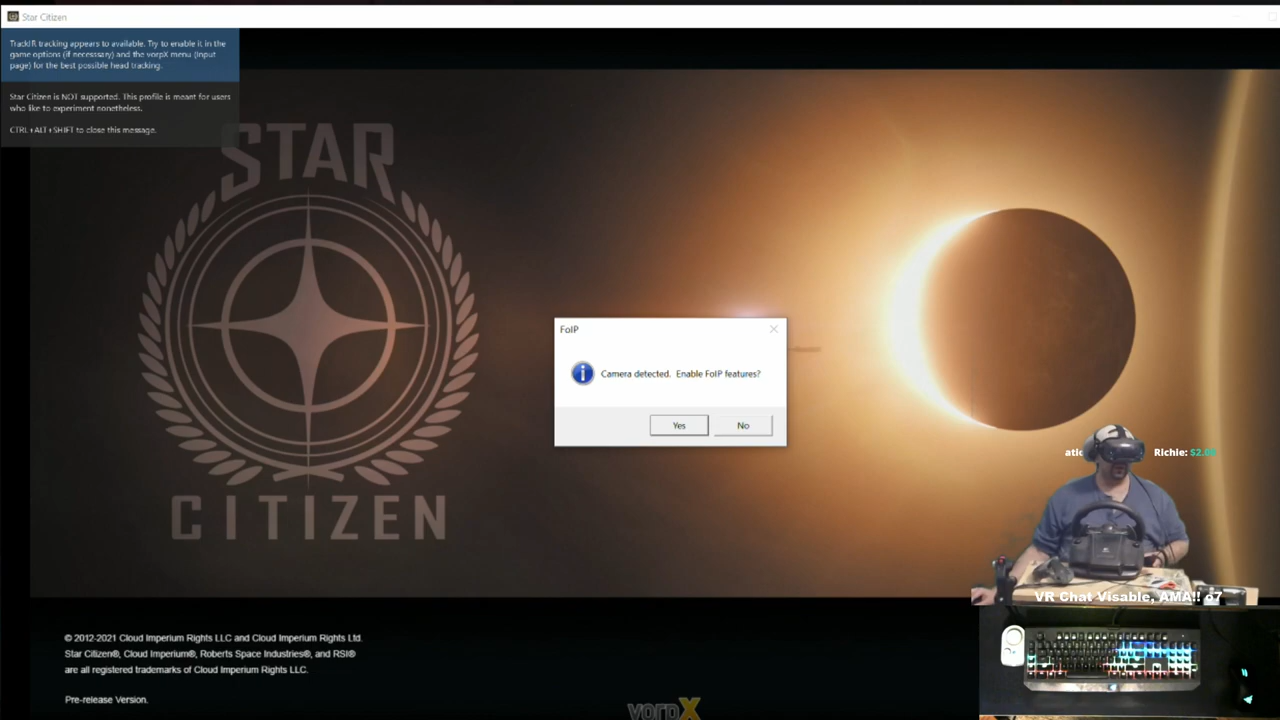 Star Citizen
TrackIR tracking appears to available. Try to enable it in the
game options (if necesssary) and the vorpX menu (Input
page) for the best possible head tracking.
Star Citizen is NOT supported. This profile is meant for users
who like to experiment nonetheless.
CTRL+ALT+SHIFT to close this message.
STAR
CITIZEN
FoIP
Camera detected. Enable FoIP features?
Yes
No
Richie: $2.00
VR Chat Visable, AMA!! o7
© 2012-2021 Cloud Imperium Rights LLC and Cloud Imperium Rights Ltd.
Star Citizen®, Cloud Imperium®, Roberts Space Industries®, and RSI®
are all registered trademarks of Cloud Imperium Rights LLC.
Pre-release Version.
vorpX